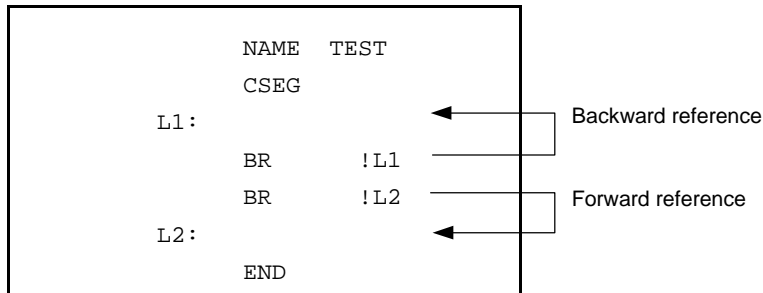 NAME TEST
CSEG
L1:
Backward reference
BR !L1
BR !L2
Forward reference
L2:
END